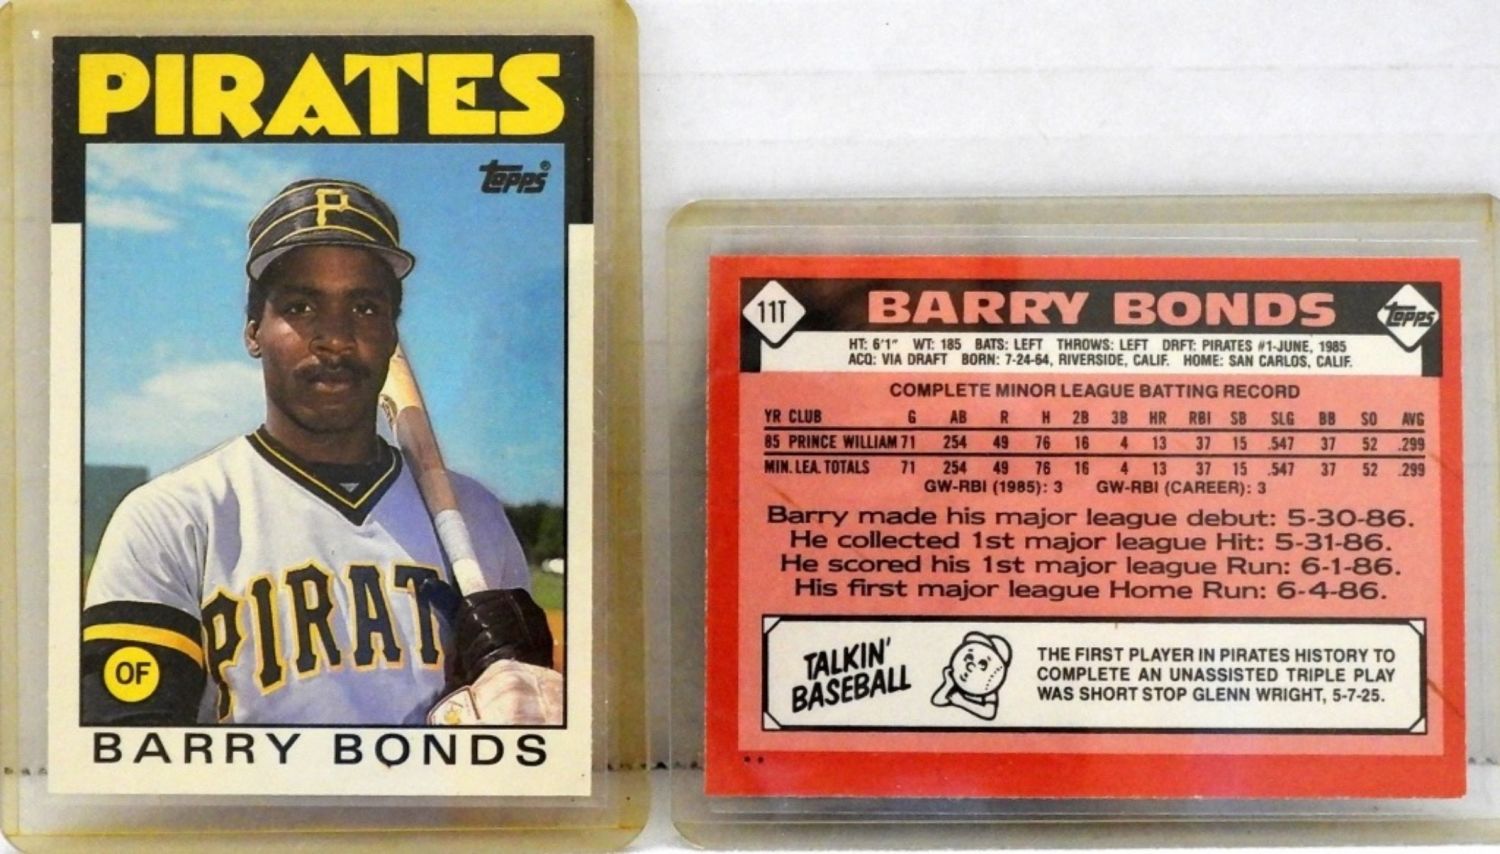 PIRATES
Topps®
P
PIRAT
OF
BARRY BONDS
11T
BARRY BONDS
Topps
HT: 6'1" WT: 185 BATS: LEFT THROWS: LEFT DRFT: PIRATES #1-JUNE, 1985
ACQ: VIA DRAFT BORN: 7-24-64, RIVERSIDE, CALIF. HOME: SAN CARLOS, CALIF.
COMPLETE MINOR LEAGUE BATTING RECORD
YR CLUB G AB R H 2B 3B HR RBI SB SLG BB SO AVG
85 PRINCE WILLIAM 71 254 49 76 16 4 13 37 15 .547 37 52 .299
MIN. LEA. TOTALS 71 254 49 76 16 4 13 37 15 .547 37 52 .299
GW-RBI (1985): 3 GW-RBI (CAREER): 3
Barry made his major league debut: 5-30-86.
He collected 1st major league Hit: 5-31-86.
He scored his 1st major league Run: 6-1-86.
His first major league Home Run: 6-4-86.
TALKIN'
BASEBALL
THE FIRST PLAYER IN PIRATES HISTORY TO
COMPLETE AN UNASSISTED TRIPLE PLAY
WAS SHORT STOP GLENN WRIGHT, 5-7-25.